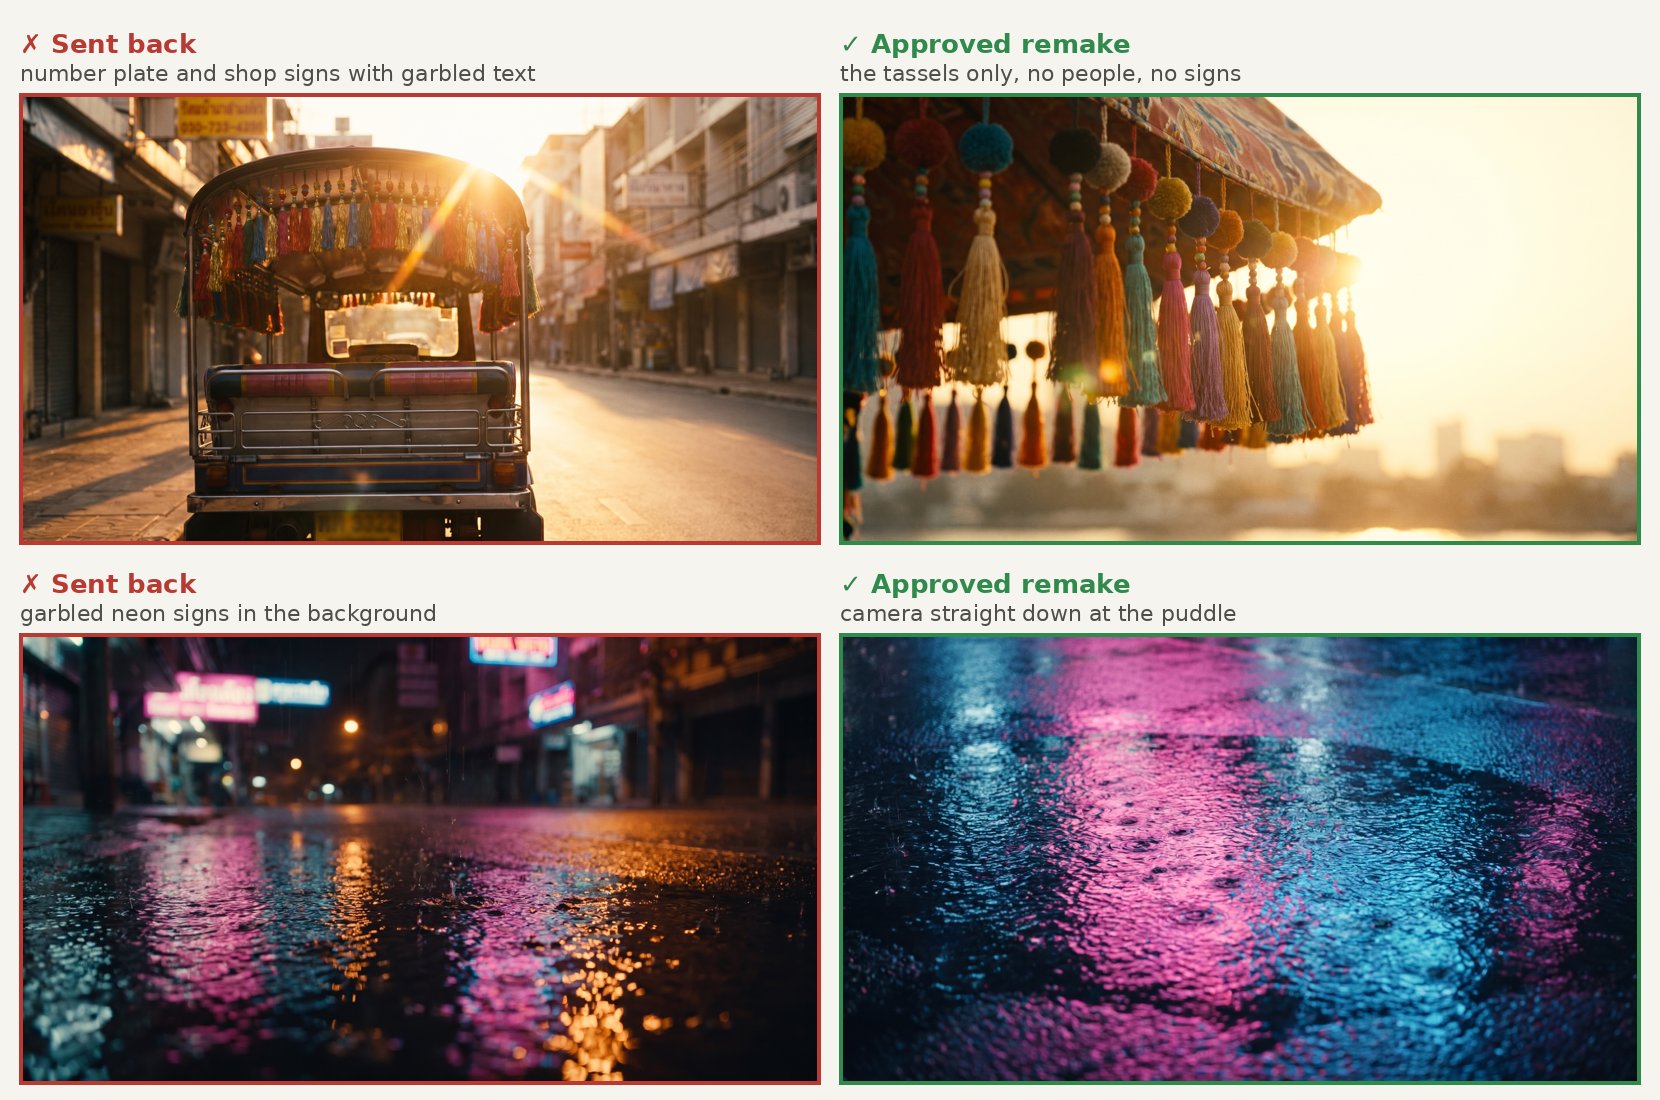 ✗ Sent back
number plate and shop signs with garbled text
✓ Approved remake
the tassels only, no people, no signs
✗ Sent back
garbled neon signs in the background
✓ Approved remake
camera straight down at the puddle